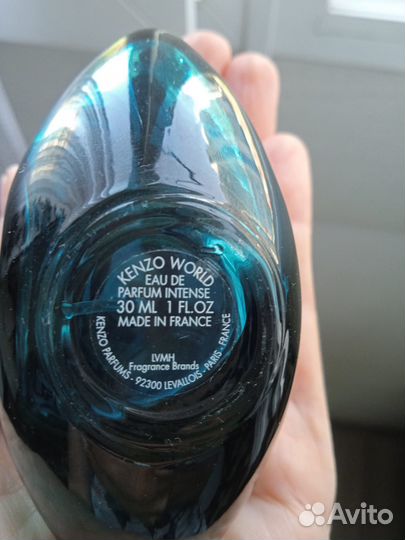 KENZO WORLD
EAU DE
PARFUM INTENSE
30 ML 1 FL.OZ
MADE IN FRANCE
LVMH
Fragrance Brands
KENZO PARFUMS - 92300 LEVALLOIS - PARIS - FRANCE
Avito